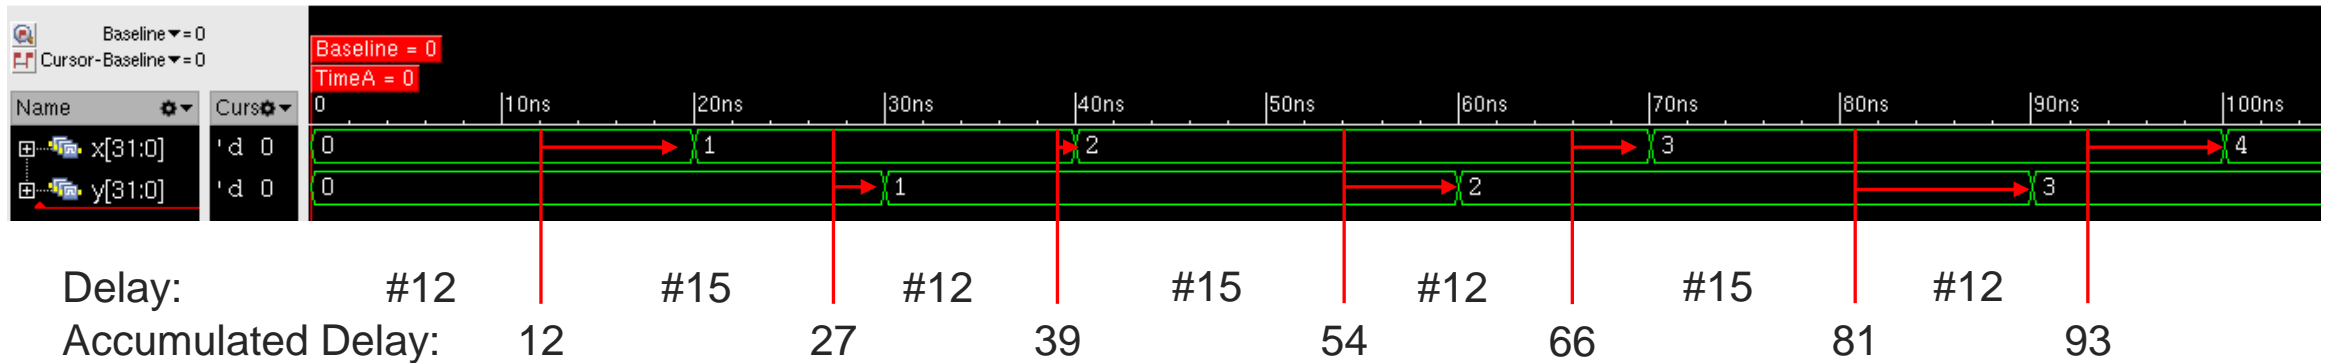 Baseline▼= 0
Cursor-Baseline▼= 0
Baseline = 0
TimeA = 0
Name Curs 0 10ns 20ns 30ns 40ns 50ns 60ns 70ns 80ns 90ns 100ns
x[31:0] 'd 0 0 1 2 3 4
y[31:0] 'd 0 0 1 2 3
Delay: #12 #15 #12 #15 #12 #15 #12
Accumulated Delay: 12 27 39 54 66 81 93